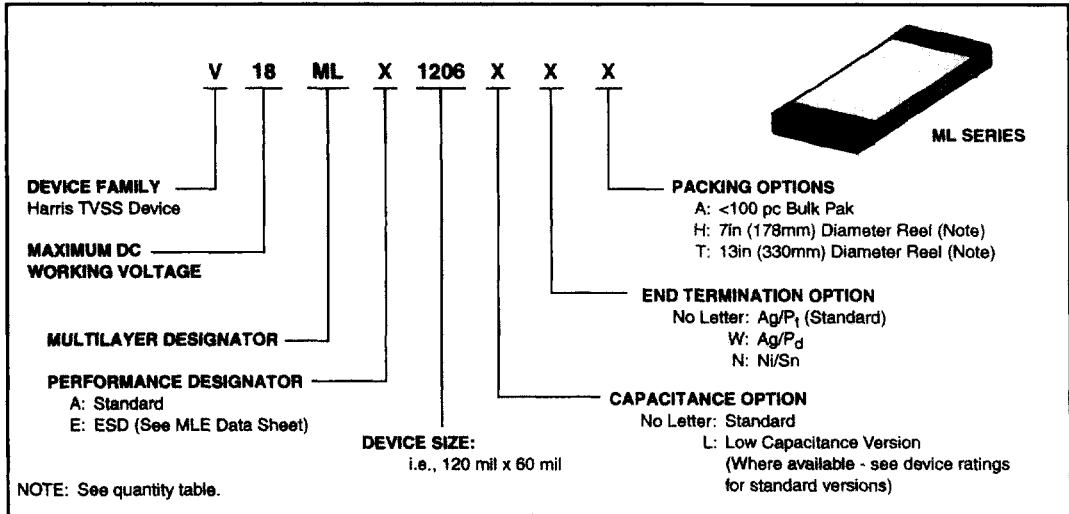 V 18 ML X 1206 X X X
ML SERIES
DEVICE FAMILY
Harris TVSS Device
MAXIMUM DC
WORKING VOLTAGE
MULTILAYER DESIGNATOR
PERFORMANCE DESIGNATOR
A: Standard
E: ESD (See MLE Data Sheet)
DEVICE SIZE:
i.e., 120 mil x 60 mil
PACKING OPTIONS
A: <100 pc Bulk Pak
H: 7in (178mm) Diameter Reel (Note)
T: 13in (330mm) Diameter Reel (Note)
END TERMINATION OPTION
No Letter: Ag/Pt (Standard)
W: Ag/Pd
N: Ni/Sn
CAPACITANCE OPTION
No Letter: Standard
L: Low Capacitance Version
(Where available - see device ratings
for standard versions)
NOTE: See quantity table.